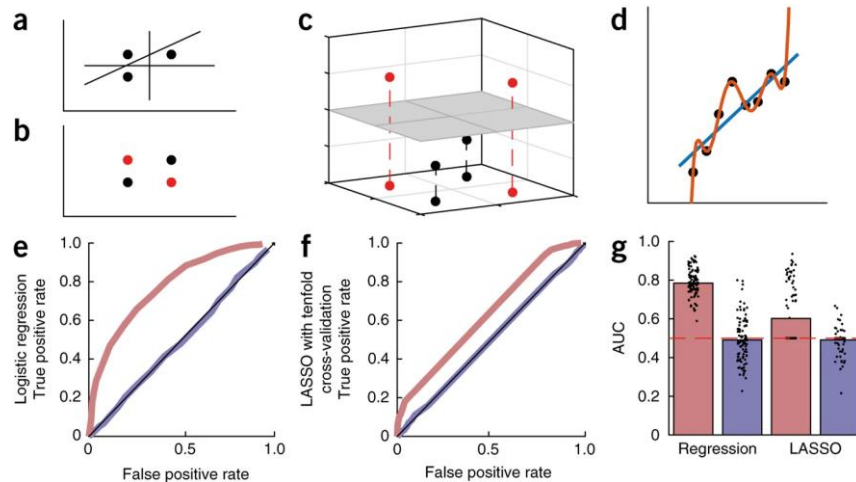 a
b
c
d
e
Logistic regression
True positive rate
1.0
0.8
0.6
0.4
0.2
0
0.5
1.0
False positive rate
f
LASSO with tenfold
cross-validation
True positive rate
1.0
0.8
0.6
0.4
0.2
0
0.5
1.0
False positive rate
g
AUC
1.0
0.8
0.6
0.4
0.2
0
Regression
LASSO